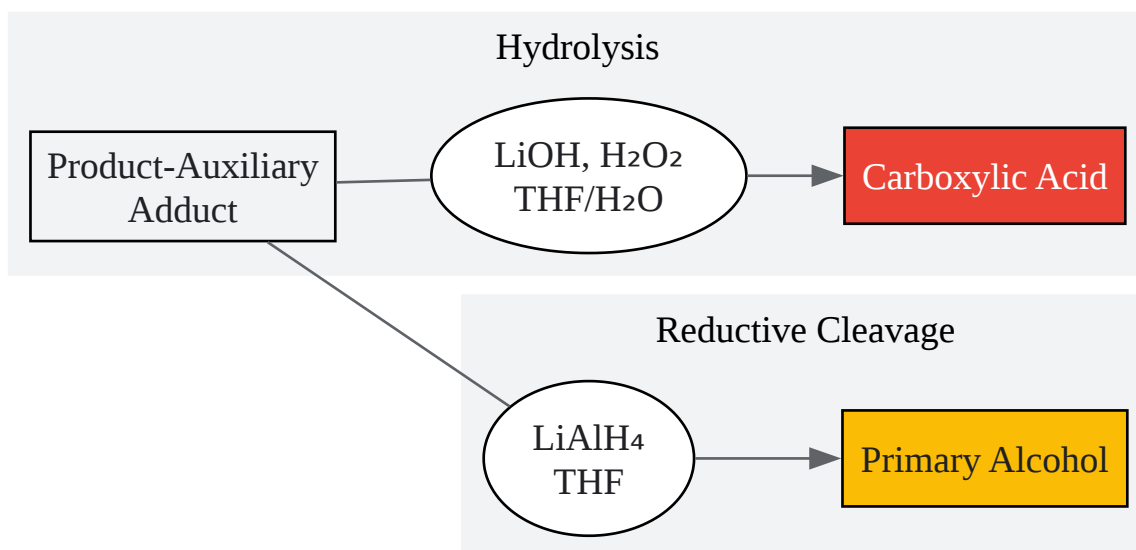 Hydrolysis
Product-Auxiliary
Adduct
LiOH, H₂O₂
THF/H₂O
Carboxylic Acid
Reductive Cleavage
LiAlH₄
THF
Primary Alcohol